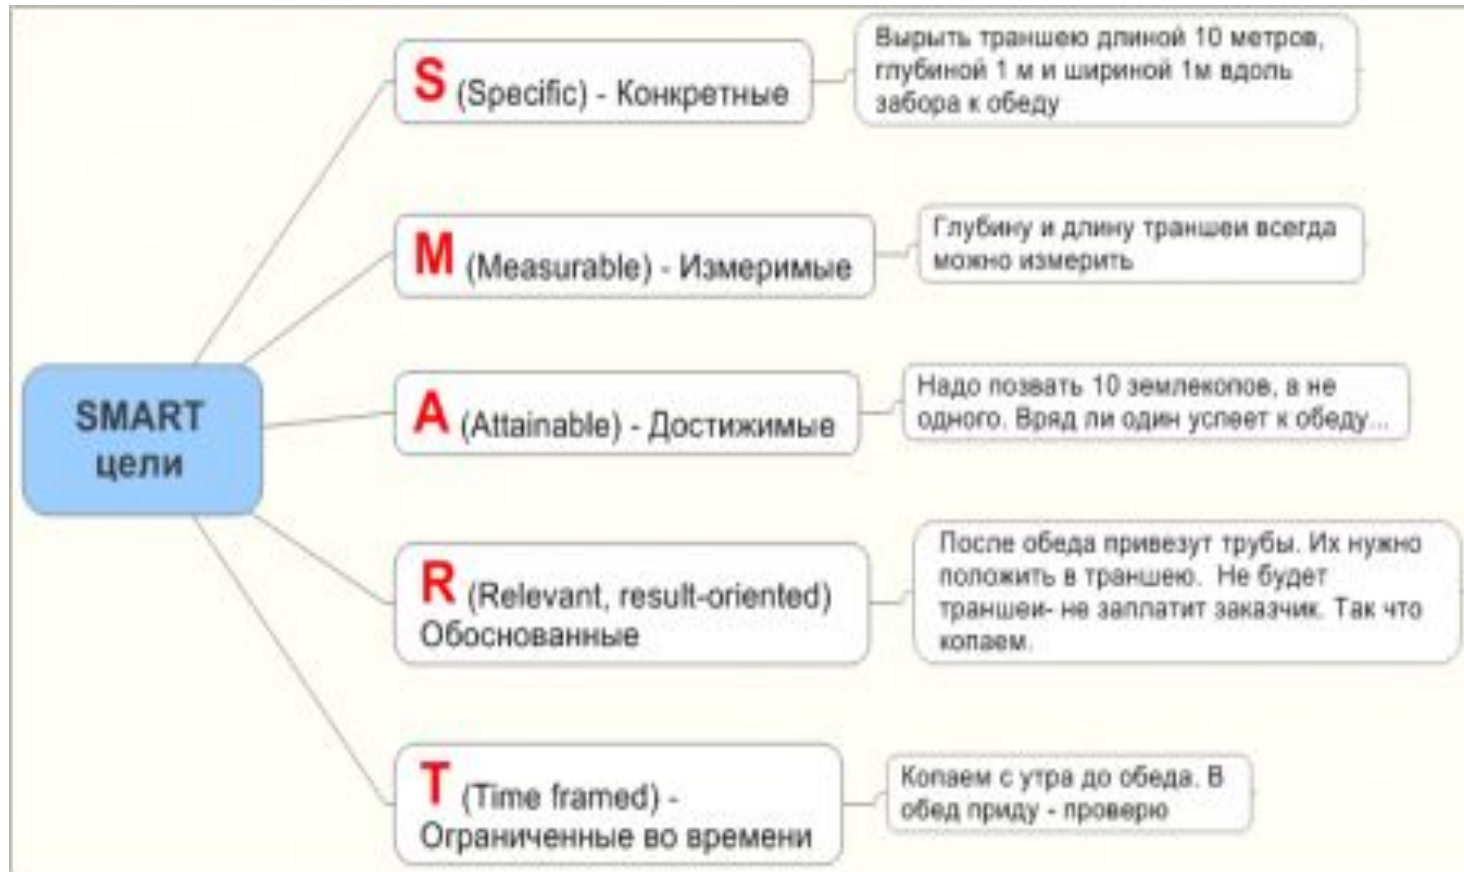 SMART
цели
S (Specific) - Конкретные
Вырыть траншею длиной 10 метров,
глубиной 1 м и шириной 1м вдоль
забора к обеду
M (Measurable) - Измеримые
Глубину и длину траншеи всегда
можно измерить
A (Attainable) - Достижимые
Надо позвать 10 землекопов, а не
одного. Вряд ли один успеет к обеду...
R (Relevant, result-oriented)
Обоснованные
После обеда привезут трубы. Их нужно
положить в траншею. Не будет
траншеи- не заплатит заказчик. Так что
копаем.
T (Time framed) -
Ограниченные во времени
Копаем с утра до обеда. В
обед приду - проверю